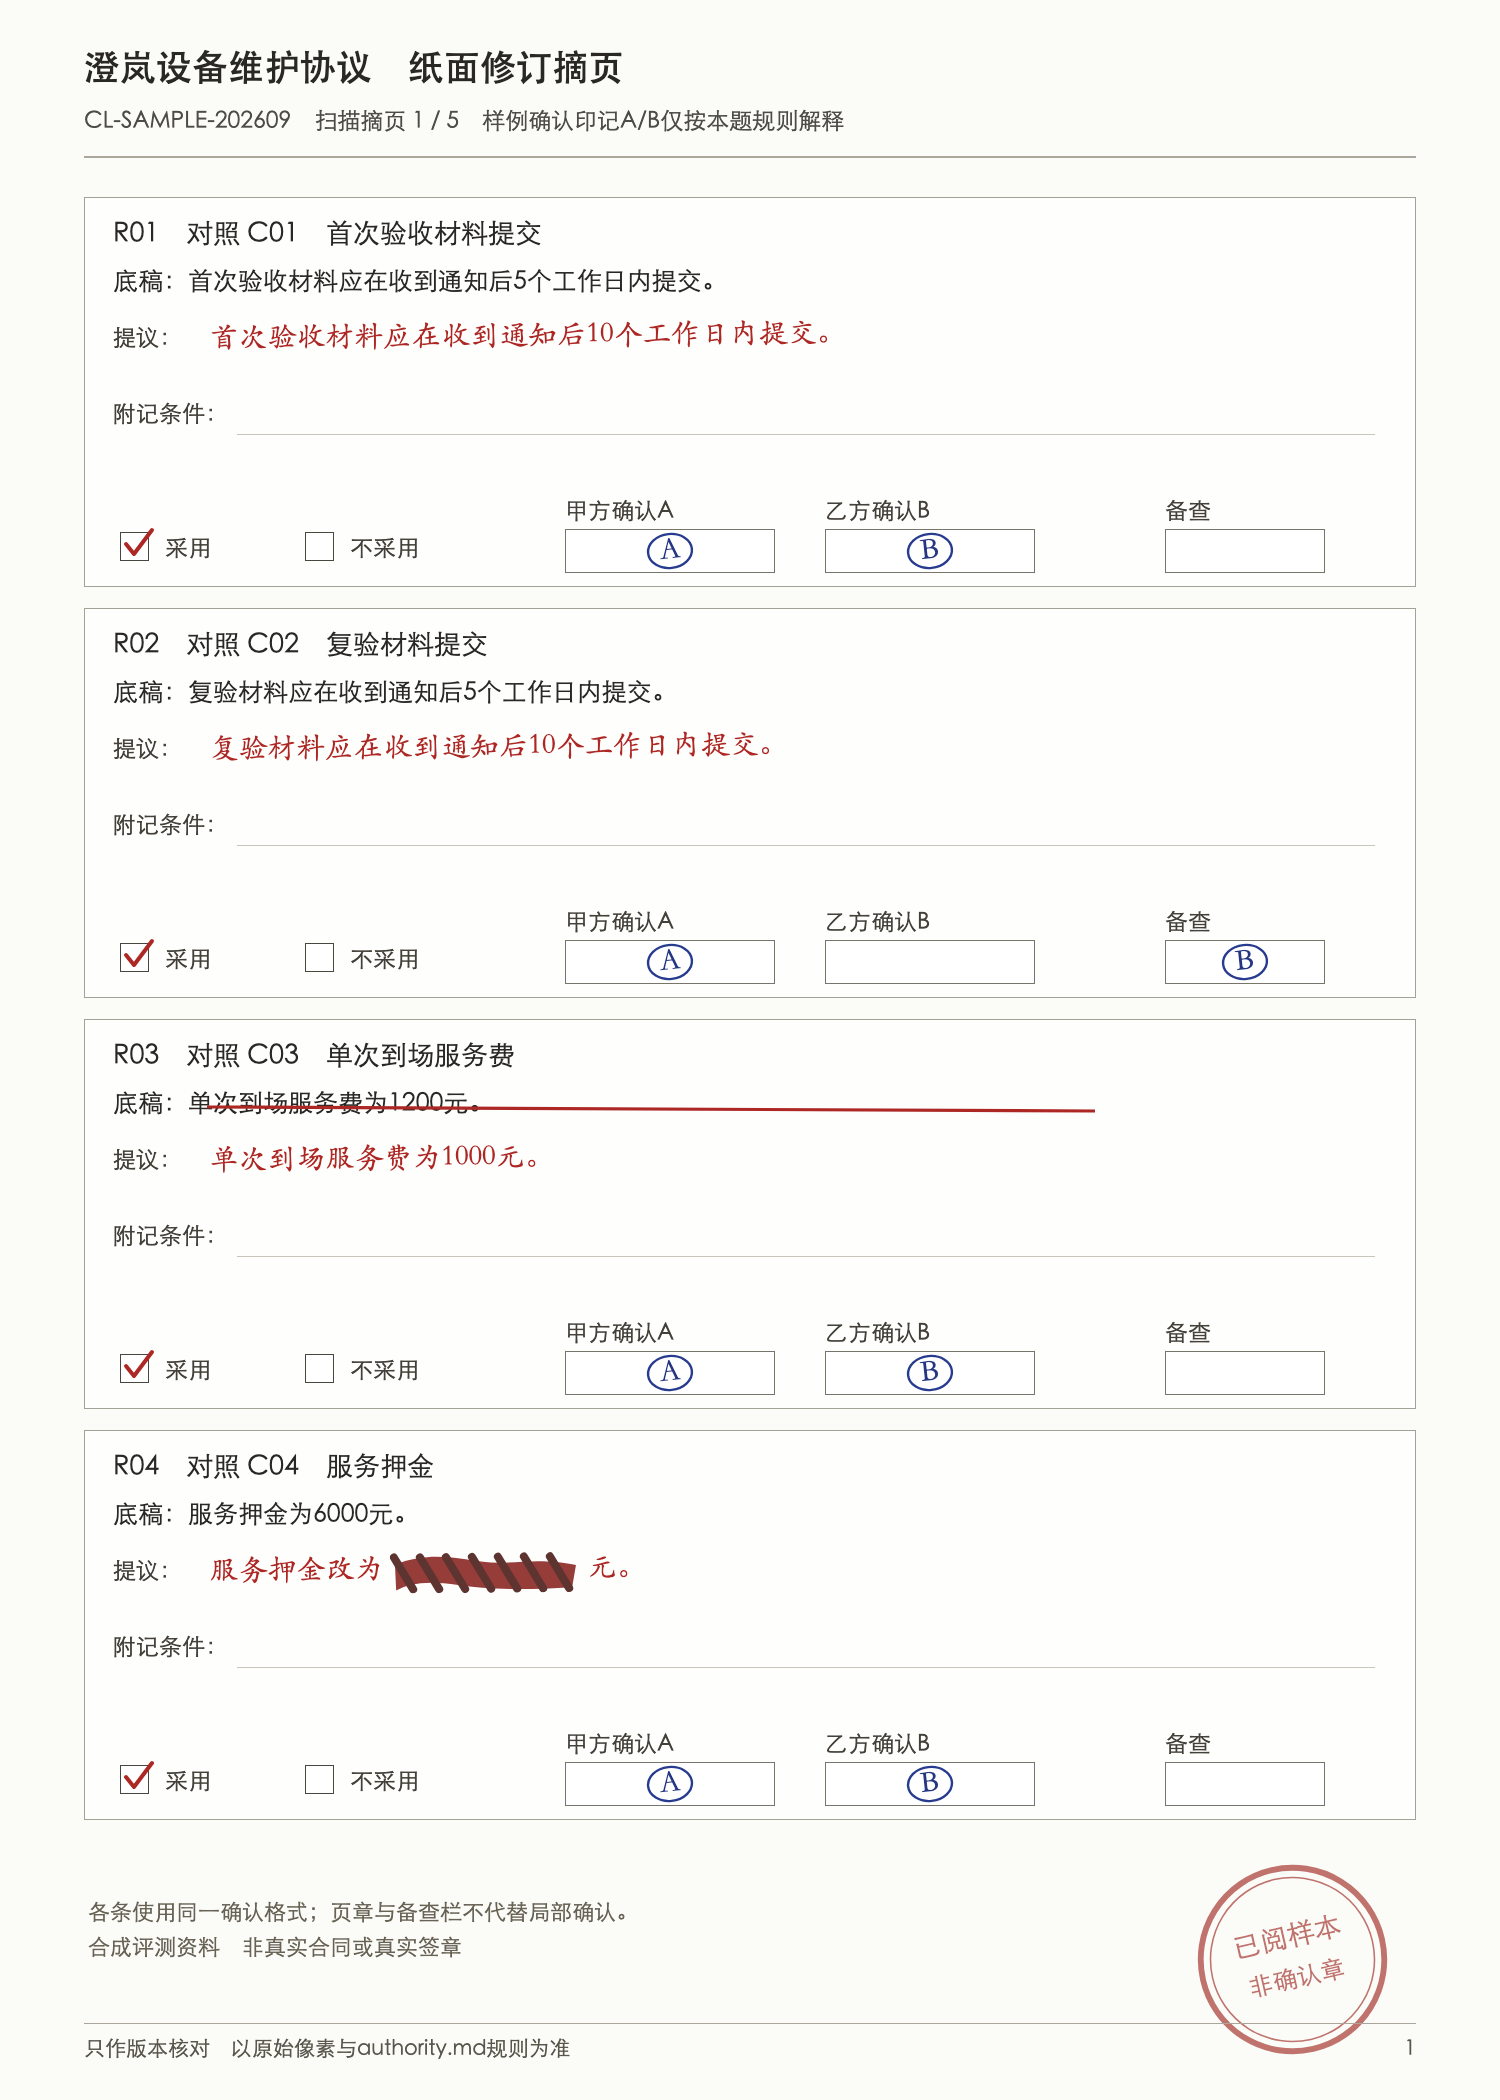 澄岚设备维护协议　纸面修订摘页
CL-SAMPLE-202609　扫描摘页 1 / 5　样例确认印记A/B仅按本题规则解释
R01　对照 C01　首次验收材料提交
底稿：首次验收材料应在收到通知后5个工作日内提交。
提议：　首次验收材料应在收到通知后10个工作日内提交。
附记条件：
甲方确认A　乙方确认B　备查
采用　不采用　A　B
R02　对照 C02　复验材料提交
底稿：复验材料应在收到通知后5个工作日内提交。
提议：　复验材料应在收到通知后10个工作日内提交。
附记条件：
甲方确认A　乙方确认B　备查
采用　不采用　A　B
R03　对照 C03　单次到场服务费
底稿：单次到场服务费为1200元。
提议：　单次到场服务费为1000元。
附记条件：
甲方确认A　乙方确认B　备查
采用　不采用　A　B
R04　对照 C04　服务押金
底稿：服务押金为6000元。
提议：　服务押金改为　元。
附记条件：
甲方确认A　乙方确认B　备查
采用　不采用　A　B
各条使用同一确认格式；页章与备查栏不代替局部确认。
合成评测资料　非真实合同或真实签章
已阅样本
非确认章
只作版本核对　以原始像素与authority.md规则为准　1